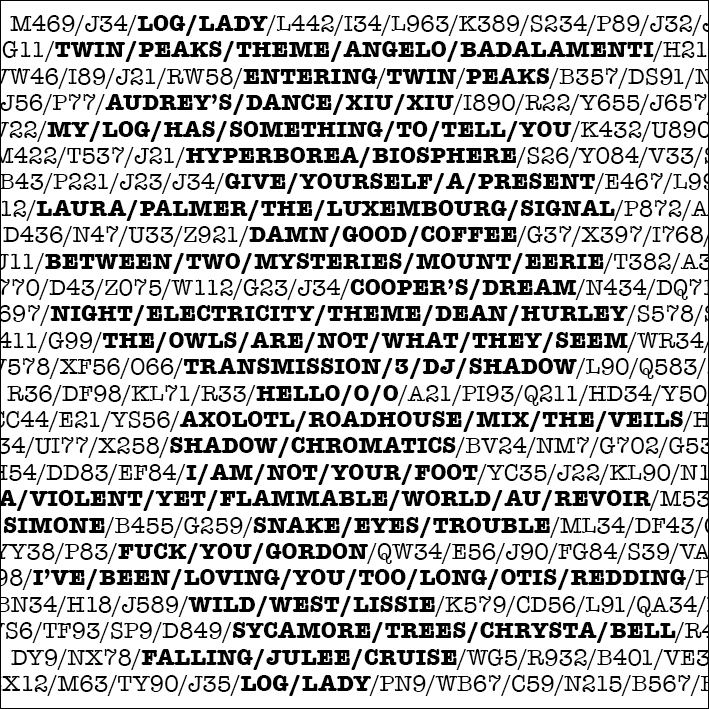 M469/J34/LOG/LADY/L442/I34/L963/K389/S234/P89/J32/
G11/TWIN/PEAKS/THEME/ANGELO/BADALAMENTI/H21
W46/I89/J21/RW58/ENTERING/TWIN/PEAKS/B357/DS91/N
J56/P77/AUDREY'S/DANCE/XIU/XIU/I890/R22/Y655/J657
V22/MY/LOG/HAS/SOMETHING/TO/TELL/YOU/K432/U890
M422/T537/J21/HYPERBOREA/BIOSPHERE/S26/Y084/V33/
B43/P221/J23/J34/GIVE/YOURSELF/A/PRESENT/E467/L99
12/LAURA/PALMER/THE/LUXEMBOURG/SIGNAL/P872/A
D436/N47/U33/Z921/DAMN/GOOD/COFFEE/G37/X397/I768/
J11/BETWEEN/TWO/MYSTERIES/MOUNT/EERIE/T382/A3
770/D43/Z075/W112/G23/J34/COOPER'S/DREAM/N434/DQ71
697/NIGHT/ELECTRICITY/THEME/DEAN/HURLEY/S578/S
411/G99/THE/OWLS/ARE/NOT/WHAT/THEY/SEEM/WR34/
V578/XF56/O66/TRANSMISSION/3/DJ/SHADOW/L90/Q583/
R36/DF98/KL71/R33/HELLO/O/O/A21/PI93/Q211/HD34/Y50
CC44/E21/YS56/AXOLOTL/ROADHOUSE/MIX/THE/VEILS/H
34/UI77/X258/SHADOW/CHROMATICS/BV24/NM7/G702/G53
H54/DD83/EF84/I/AM/NOT/YOUR/FOOT/YC35/J22/KL90/N1
A/VIOLENT/YET/FLAMMABLE/WORLD/AU/REVOIR/M53
SIMONE/B455/G259/SNAKE/EYES/TROUBLE/ML34/DF43/
YY38/P83/FUCK/YOU/GORDON/QW34/E56/J90/FG84/S39/VA
98/I'VE/BEEN/LOVING/YOU/TOO/LONG/OTIS/REDDING/P
BN34/H18/J589/WILD/WEST/LISSIE/K579/CD56/L91/QA34/
VS6/TF93/SP9/D849/SYCAMORE/TREES/CHRYSTA/BELL/R4
DY9/NX78/FALLING/JULEE/CRUISE/WG5/R932/B401/VE3
X12/M63/TY90/J35/LOG/LADY/PN9/WB67/C59/N215/B567/